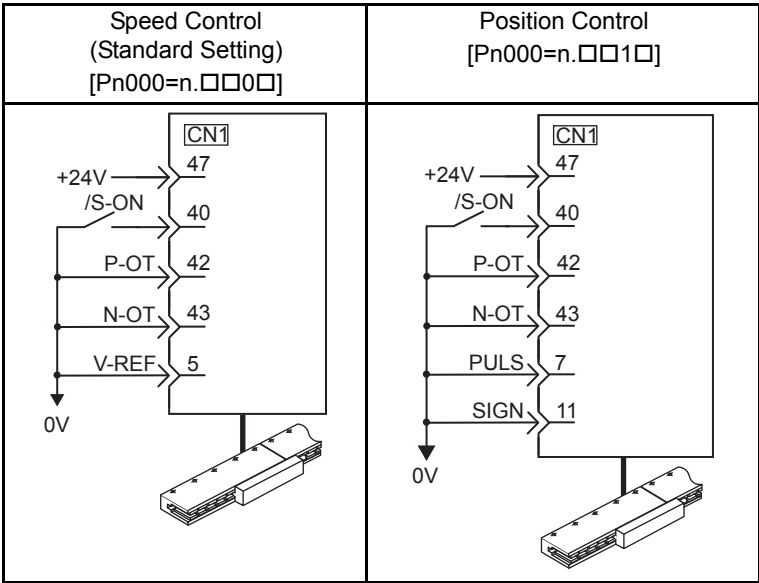 Speed Control
(Standard Setting)
[Pn000=n.□□0□]
Position Control
[Pn000=n.□□1□]
CN1
+24V 47
/S-ON 40
P-OT 42
N-OT 43
V-REF 5
0V
CN1
+24V 47
/S-ON 40
P-OT 42
N-OT 43
PULS 7
SIGN 11
0V